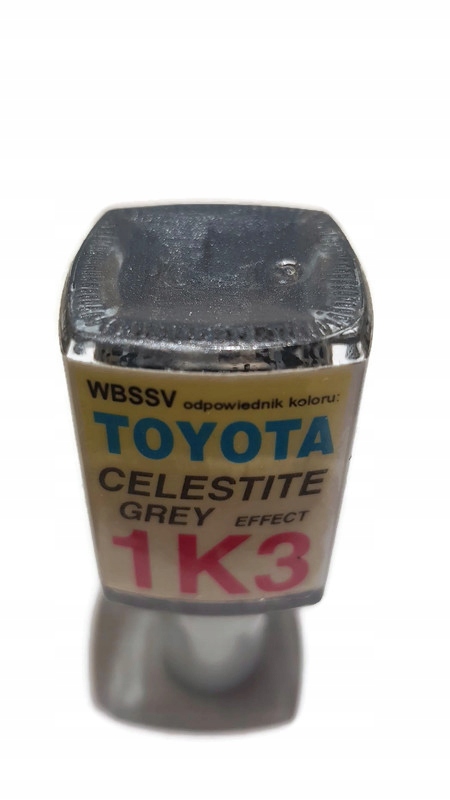 WBSSV odpowiednik koloru:
TOYOTA
CELESTITE
GREY EFFECT
1K3